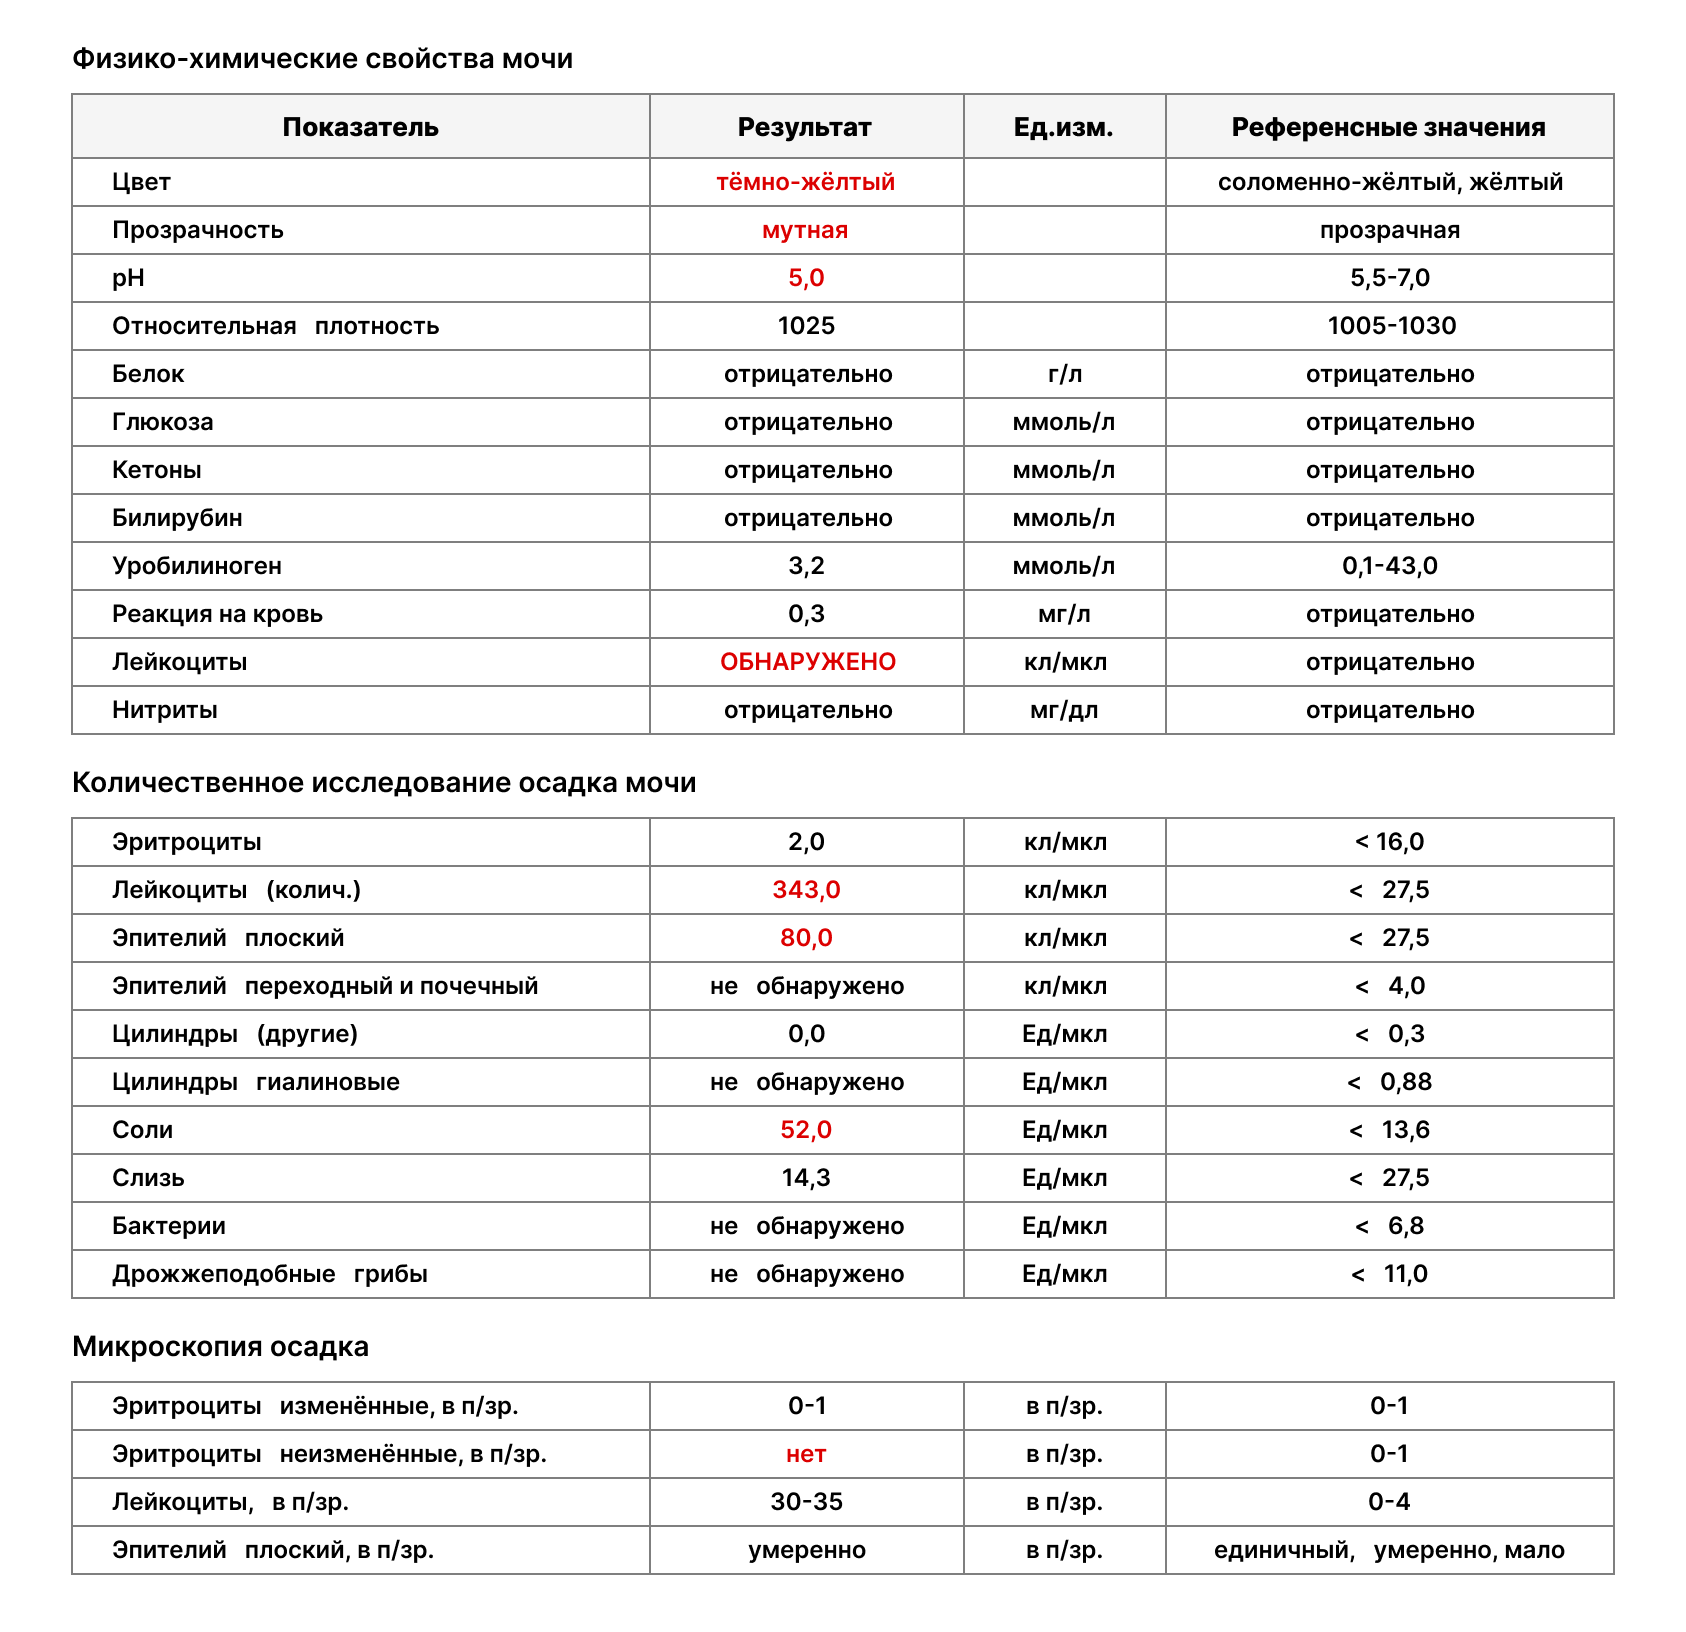 Физико-химические свойства мочи
Показатель Результат Ед.изм. Референсные значения
Цвет тёмно-жёлтый соломенно-жёлтый, жёлтый
Прозрачность мутная прозрачная
pH 5,0 5,5-7,0
Относительная плотность 1025 1005-1030
Белок отрицательно г/л отрицательно
Глюкоза отрицательно ммоль/л отрицательно
Кетоны отрицательно ммоль/л отрицательно
Билирубин отрицательно ммоль/л отрицательно
Уробилиноген 3,2 ммоль/л 0,1-43,0
Реакция на кровь 0,3 мг/л отрицательно
Лейкоциты ОБНАРУЖЕНО кл/мкл отрицательно
Нитриты отрицательно мг/дл отрицательно
Количественное исследование осадка мочи
Эритроциты 2,0 кл/мкл < 16,0
Лейкоциты (колич.) 343,0 кл/мкл < 27,5
Эпителий плоский 80,0 кл/мкл < 27,5
Эпителий переходный и почечный не обнаружено кл/мкл < 4,0
Цилиндры (другие) 0,0 Ед/мкл < 0,3
Цилиндры гиалиновые не обнаружено Ед/мкл < 0,88
Соли 52,0 Ед/мкл < 13,6
Слизь 14,3 Ед/мкл < 27,5
Бактерии не обнаружено Ед/мкл < 6,8
Дрожжеподобные грибы не обнаружено Ед/мкл < 11,0
Микроскопия осадка
Эритроциты изменённые, в п/зр. 0-1 в п/зр. 0-1
Эритроциты неизменённые, в п/зр. нет в п/зр. 0-1
Лейкоциты, в п/зр. 30-35 в п/зр. 0-4
Эпителий плоский, в п/зр. умеренно в п/зр. единичный, умеренно, мало